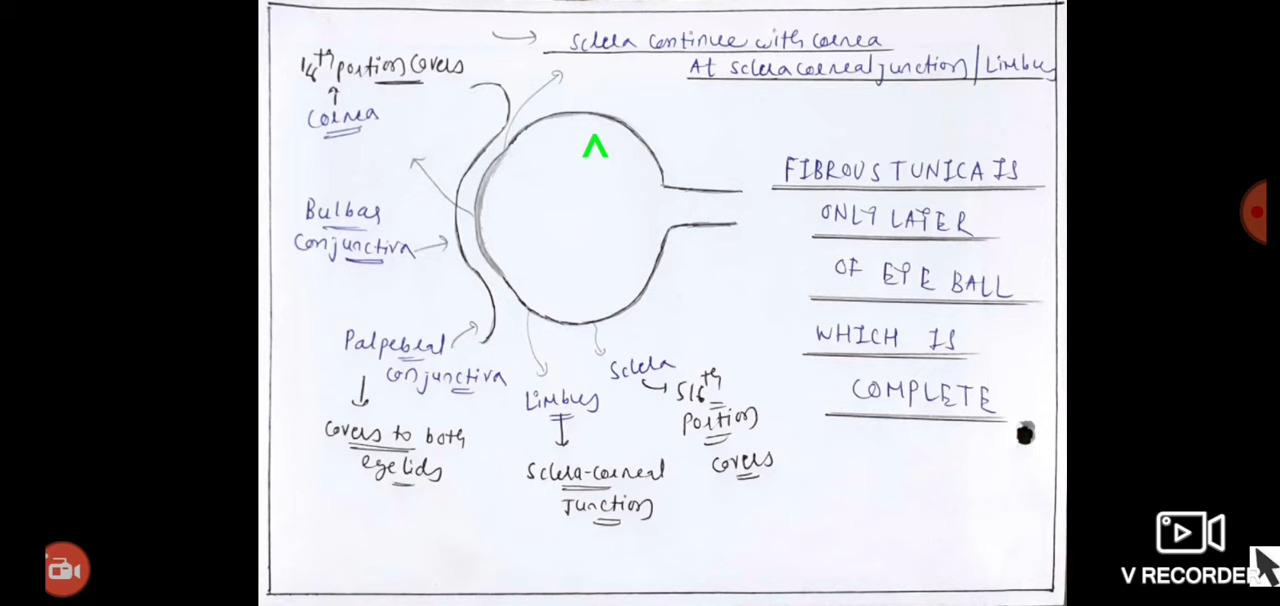 Sclera continue with cornea
At sclera corneal junction / Limbus
1/6th portion covers
Cornea
Bulbar
Conjunctiva
Palpebral
Conjunctiva
Covers to both
eyelids
Limbus
Sclera-corneal
Junction
Sclera
5/6th
Portion
Covers
FIBROUS TUNICA IS
ONLY LAYER
OF EYE BALL
WHICH IS
COMPLETE
V RECORDER